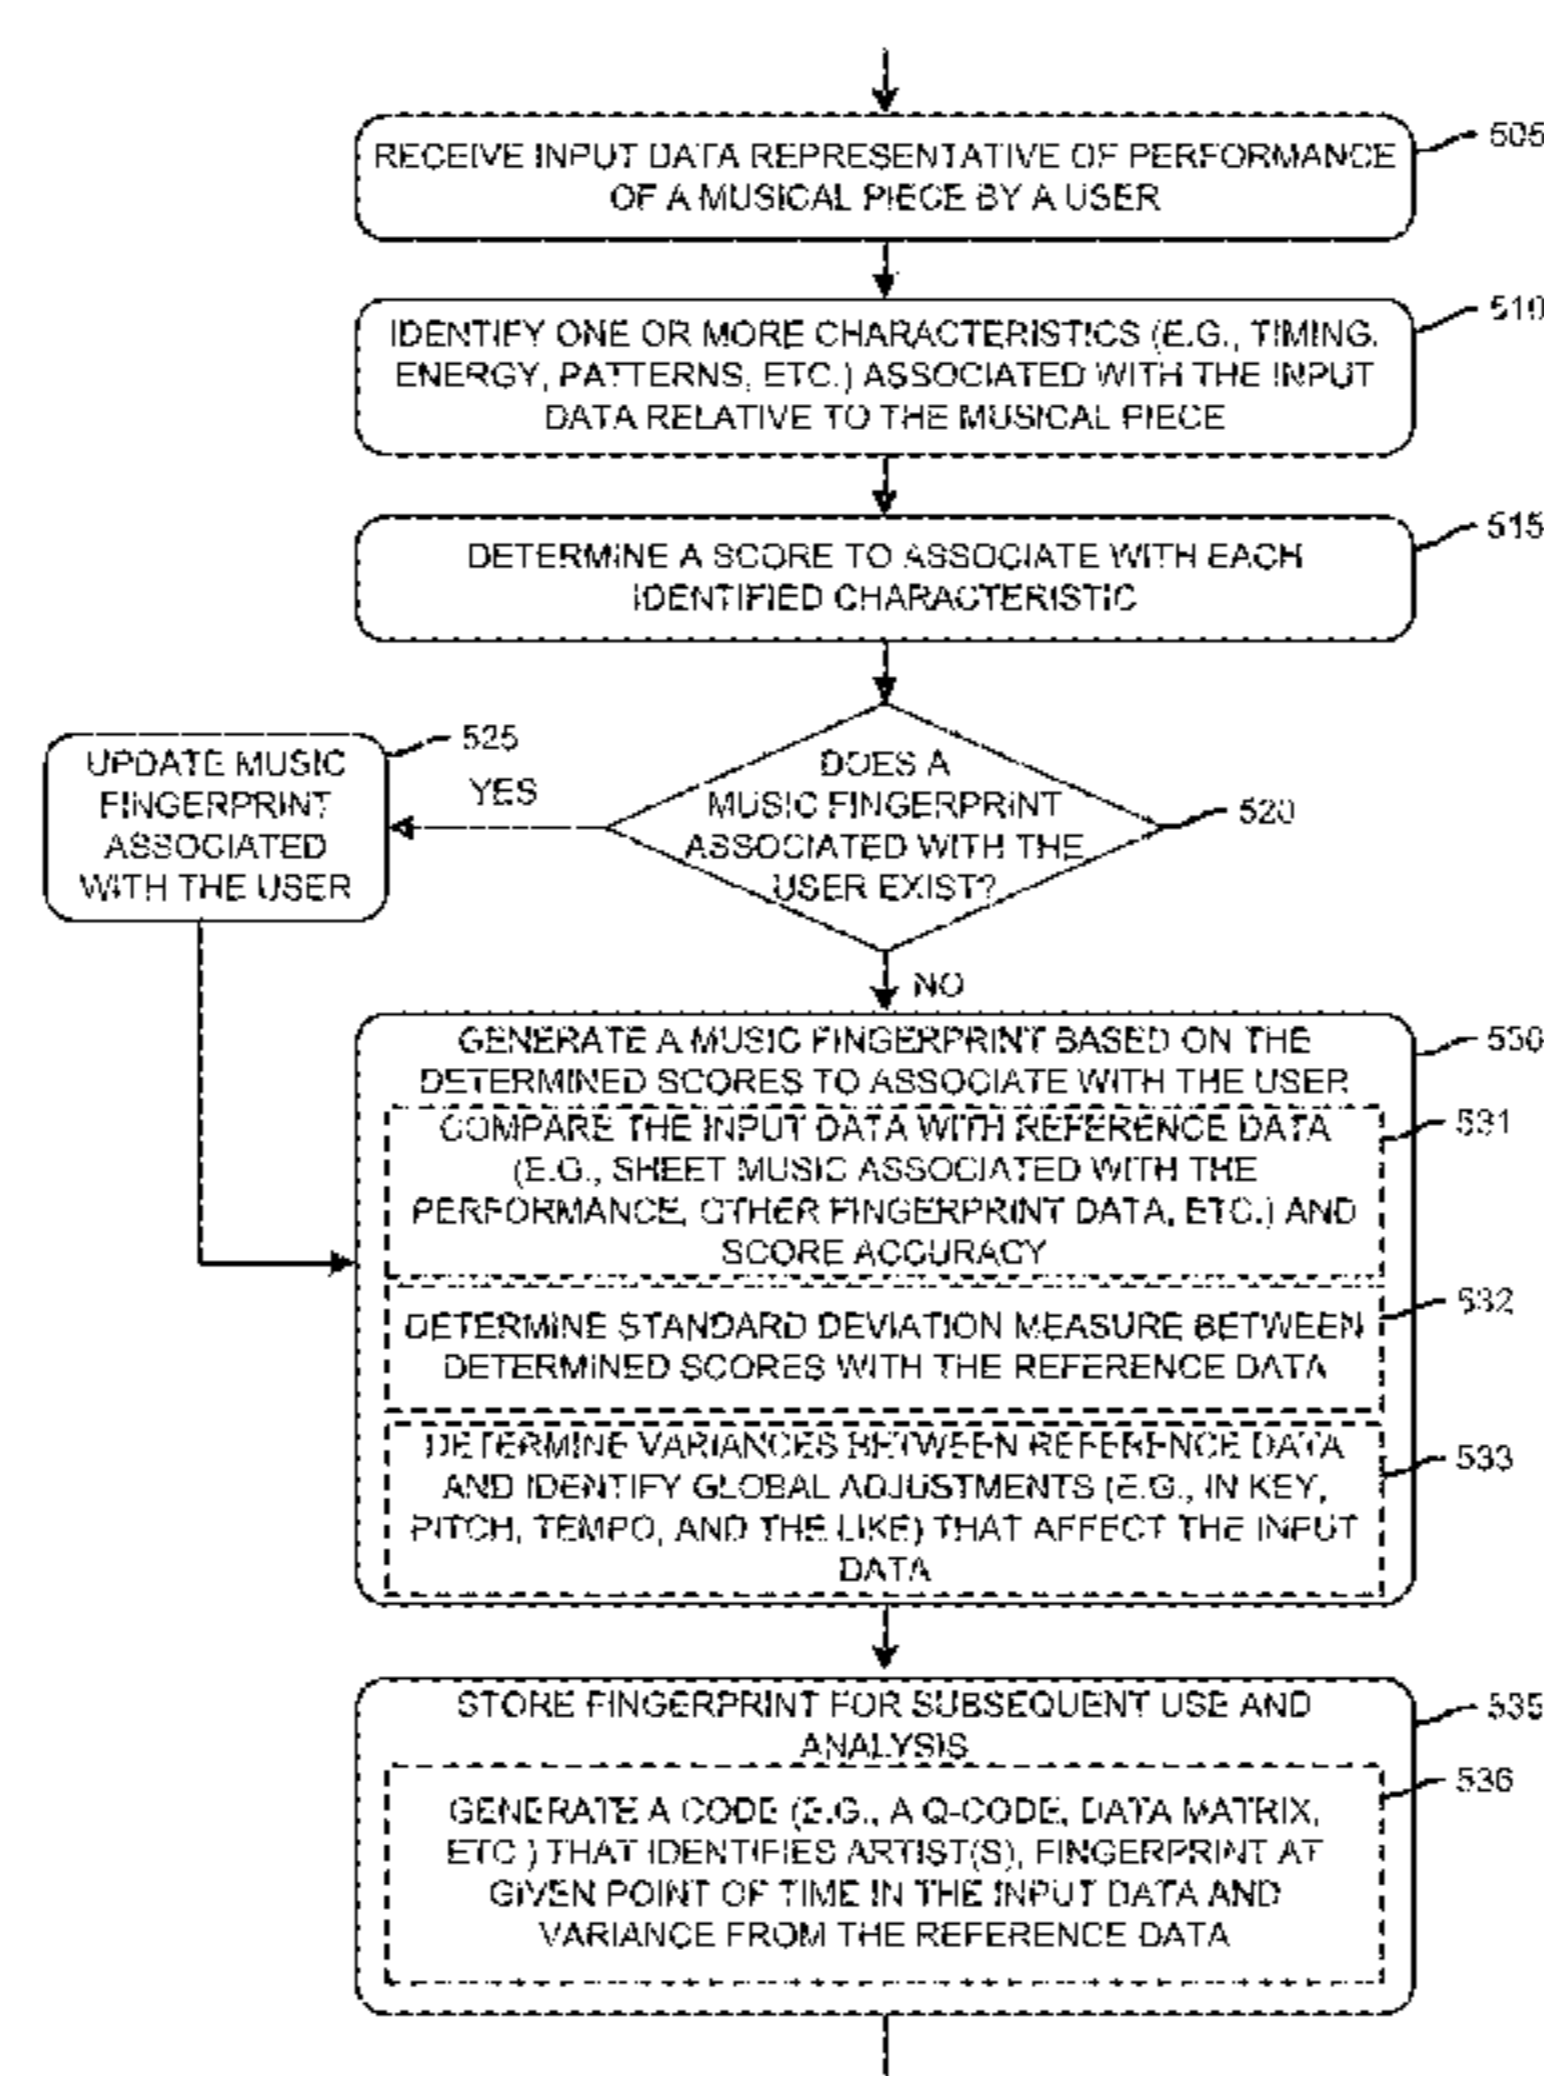 RECEIVE INPUT DATA REPRESENTATIVE OF PERFORMANCE
OF A MUSICAL PIECE BY A USER
505
IDENTIFY ONE OR MORE CHARACTERISTICS (E.G., TIMING,
ENERGY, PATTERNS, ETC.) ASSOCIATED WITH THE INPUT
DATA RELATIVE TO THE MUSICAL PIECE
510
DETERMINE A SCORE TO ASSOCIATE WITH EACH
IDENTIFIED CHARACTERISTIC
515
DOES A
MUSIC FINGERPRINT
ASSOCIATED WITH THE
USER EXIST?
520
YES
UPDATE MUSIC
FINGERPRINT
ASSOCIATED
WITH THE USER
525
NO
GENERATE A MUSIC FINGERPRINT BASED ON THE
DETERMINED SCORES TO ASSOCIATE WITH THE USER
530
COMPARE THE INPUT DATA WITH REFERENCE DATA
(E.G., SHEET MUSIC ASSOCIATED WITH THE
PERFORMANCE, OTHER FINGERPRINT DATA, ETC.) AND
SCORE ACCURACY
531
DETERMINE STANDARD DEVIATION MEASURE BETWEEN
DETERMINED SCORES WITH THE REFERENCE DATA
532
DETERMINE VARIANCES BETWEEN REFERENCE DATA
AND IDENTIFY GLOBAL ADJUSTMENTS (E.G., IN KEY,
PITCH, TEMPO, AND THE LIKE) THAT AFFECT THE INPUT
DATA
533
STORE FINGERPRINT FOR SUBSEQUENT USE AND
ANALYSIS
535
GENERATE A CODE (E.G., A Q-CODE, DATA MATRIX,
ETC.) THAT IDENTIFIES ARTIST(S), FINGERPRINT AT
GIVEN POINT OF TIME IN THE INPUT DATA AND
VARIANCE FROM THE REFERENCE DATA
536